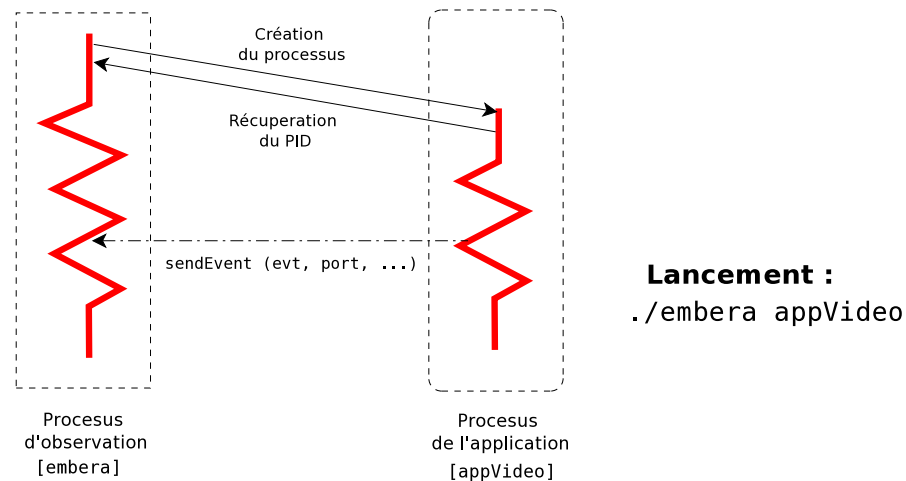 Création
du processus
Récuperation
du PID
sendEvent (evt, port, ...)
Lancement :
./embera appVideo
Procesus
d'observation
[embera]
Procesus
de l'application
[appVideo]